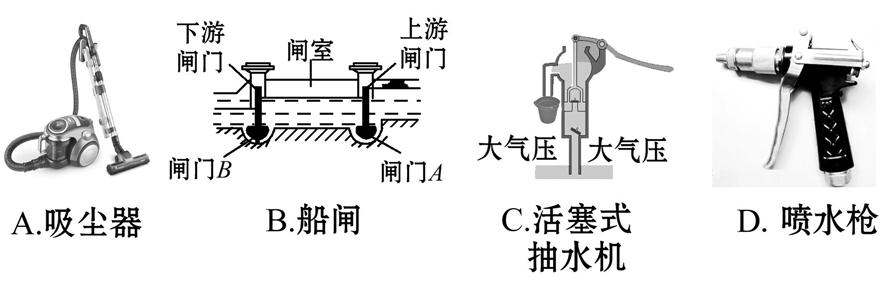 下游
闸门
闸室
上游
闸门
闸门B
闸门A
大气压 大气压
A.吸尘器
B.船闸
C.活塞式
抽水机
D. 喷水枪